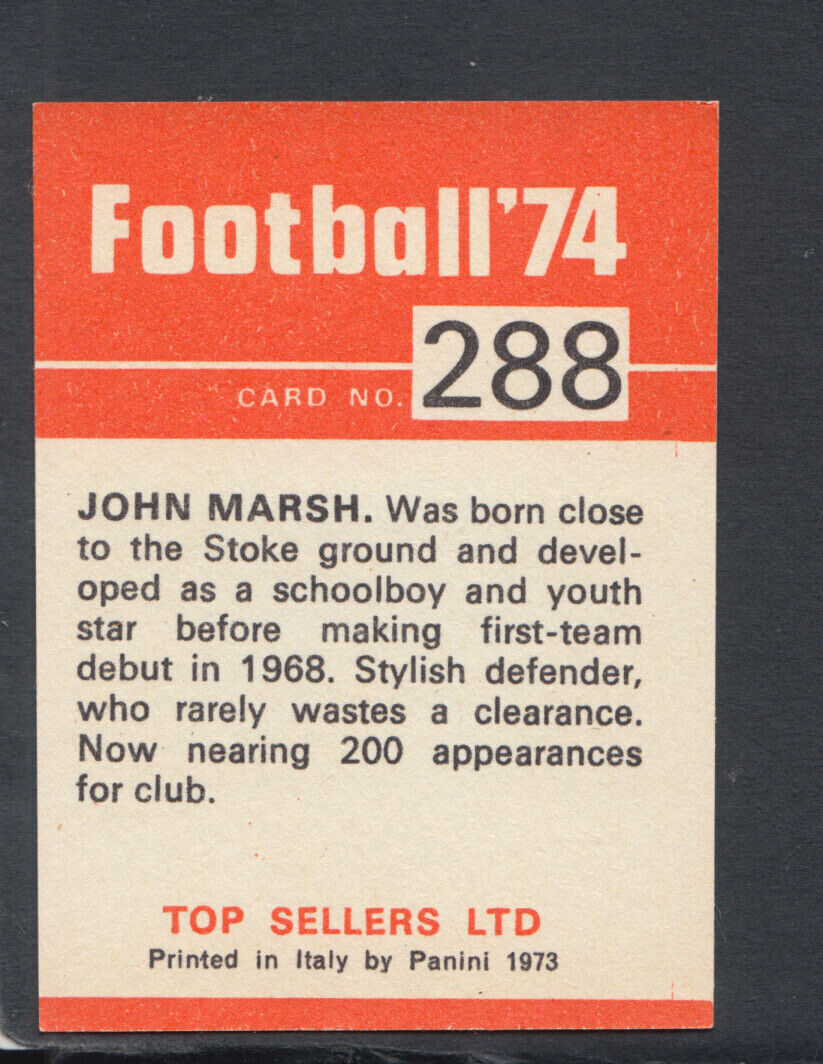 Football '74
CARD NO. 288
JOHN MARSH. Was born close
to the Stoke ground and devel-
oped as a schoolboy and youth
star before making first-team
debut in 1968. Stylish defender,
who rarely wastes a clearance.
Now nearing 200 appearances
for club.
TOP SELLERS LTD
Printed in Italy by Panini 1973